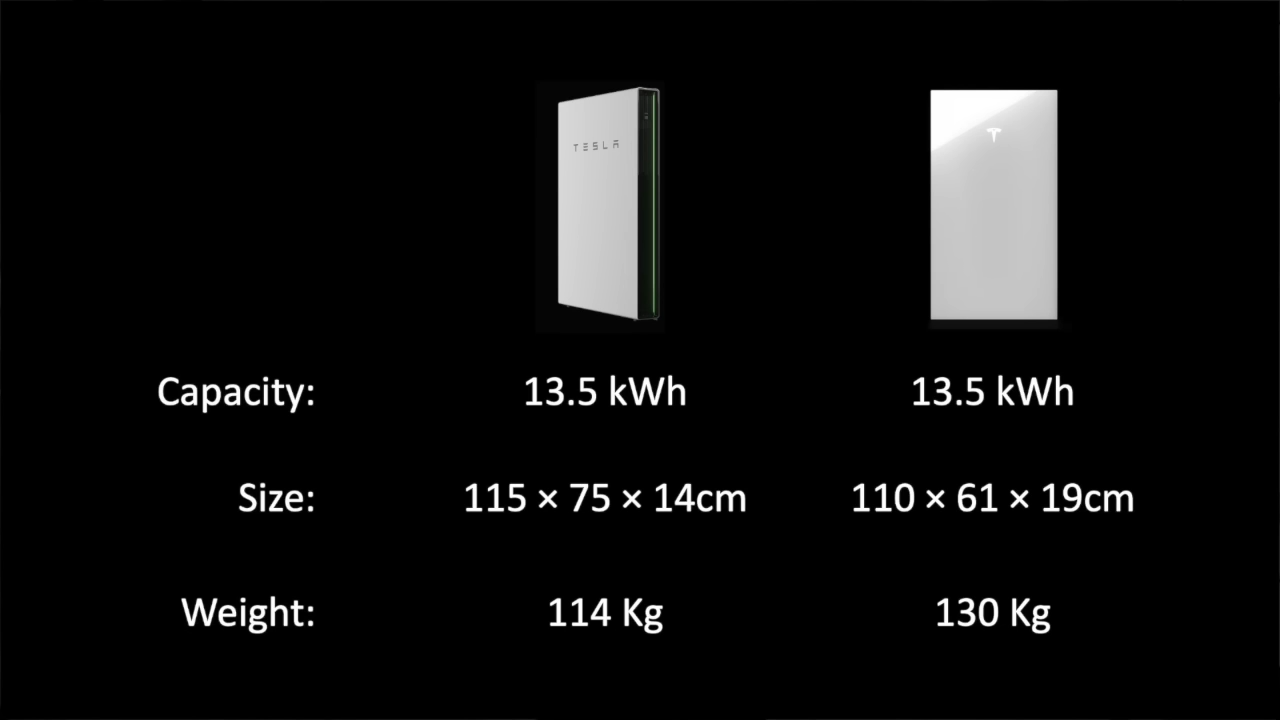 TESLA
Capacity: 13.5 kWh 13.5 kWh
Size: 115 × 75 × 14cm 110 × 61 × 19cm
Weight: 114 Kg 130 Kg